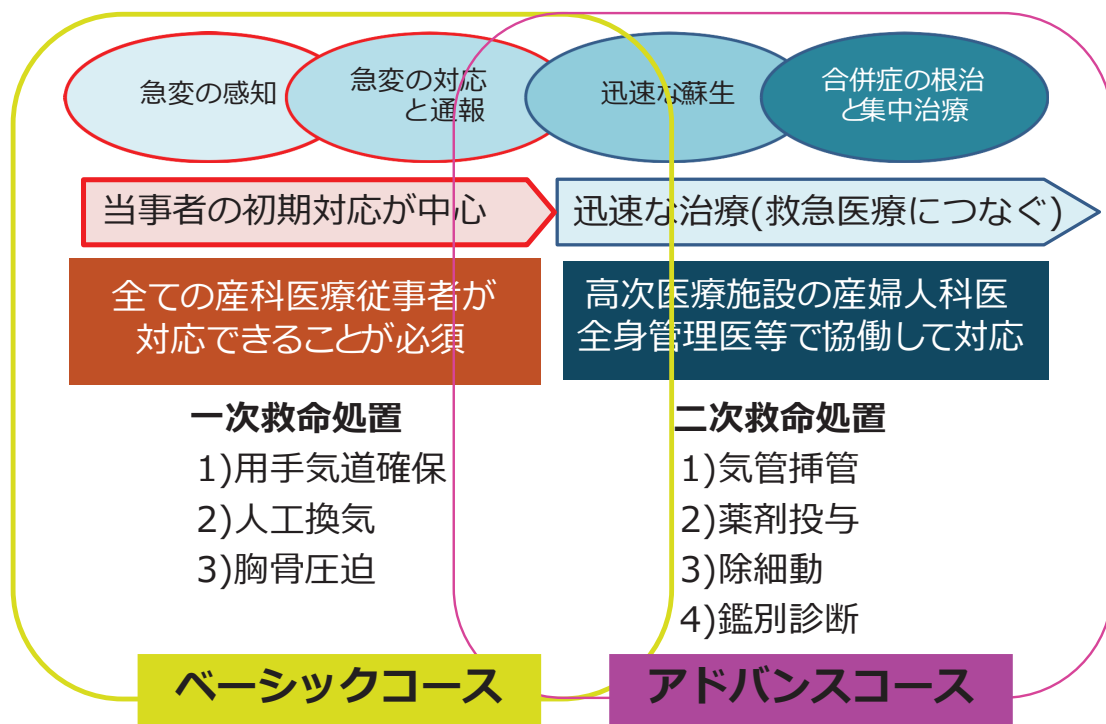 急変の感知
急変の対応
と通報
迅速な蘇生
合併症の根治
と集中治療
当事者の初期対応が中心
迅速な治療(救急医療につなぐ)
全ての産科医療従事者が
対応できることが必須
高次医療施設の産婦人科医
全身管理医等で協働して対応
一次救命処置
1)用手気道確保
2)人工換気
3)胸骨圧迫
二次救命処置
1)気管挿管
2)薬剤投与
3)除細動
4)鑑別診断
ベーシックコース
アドバンスコース